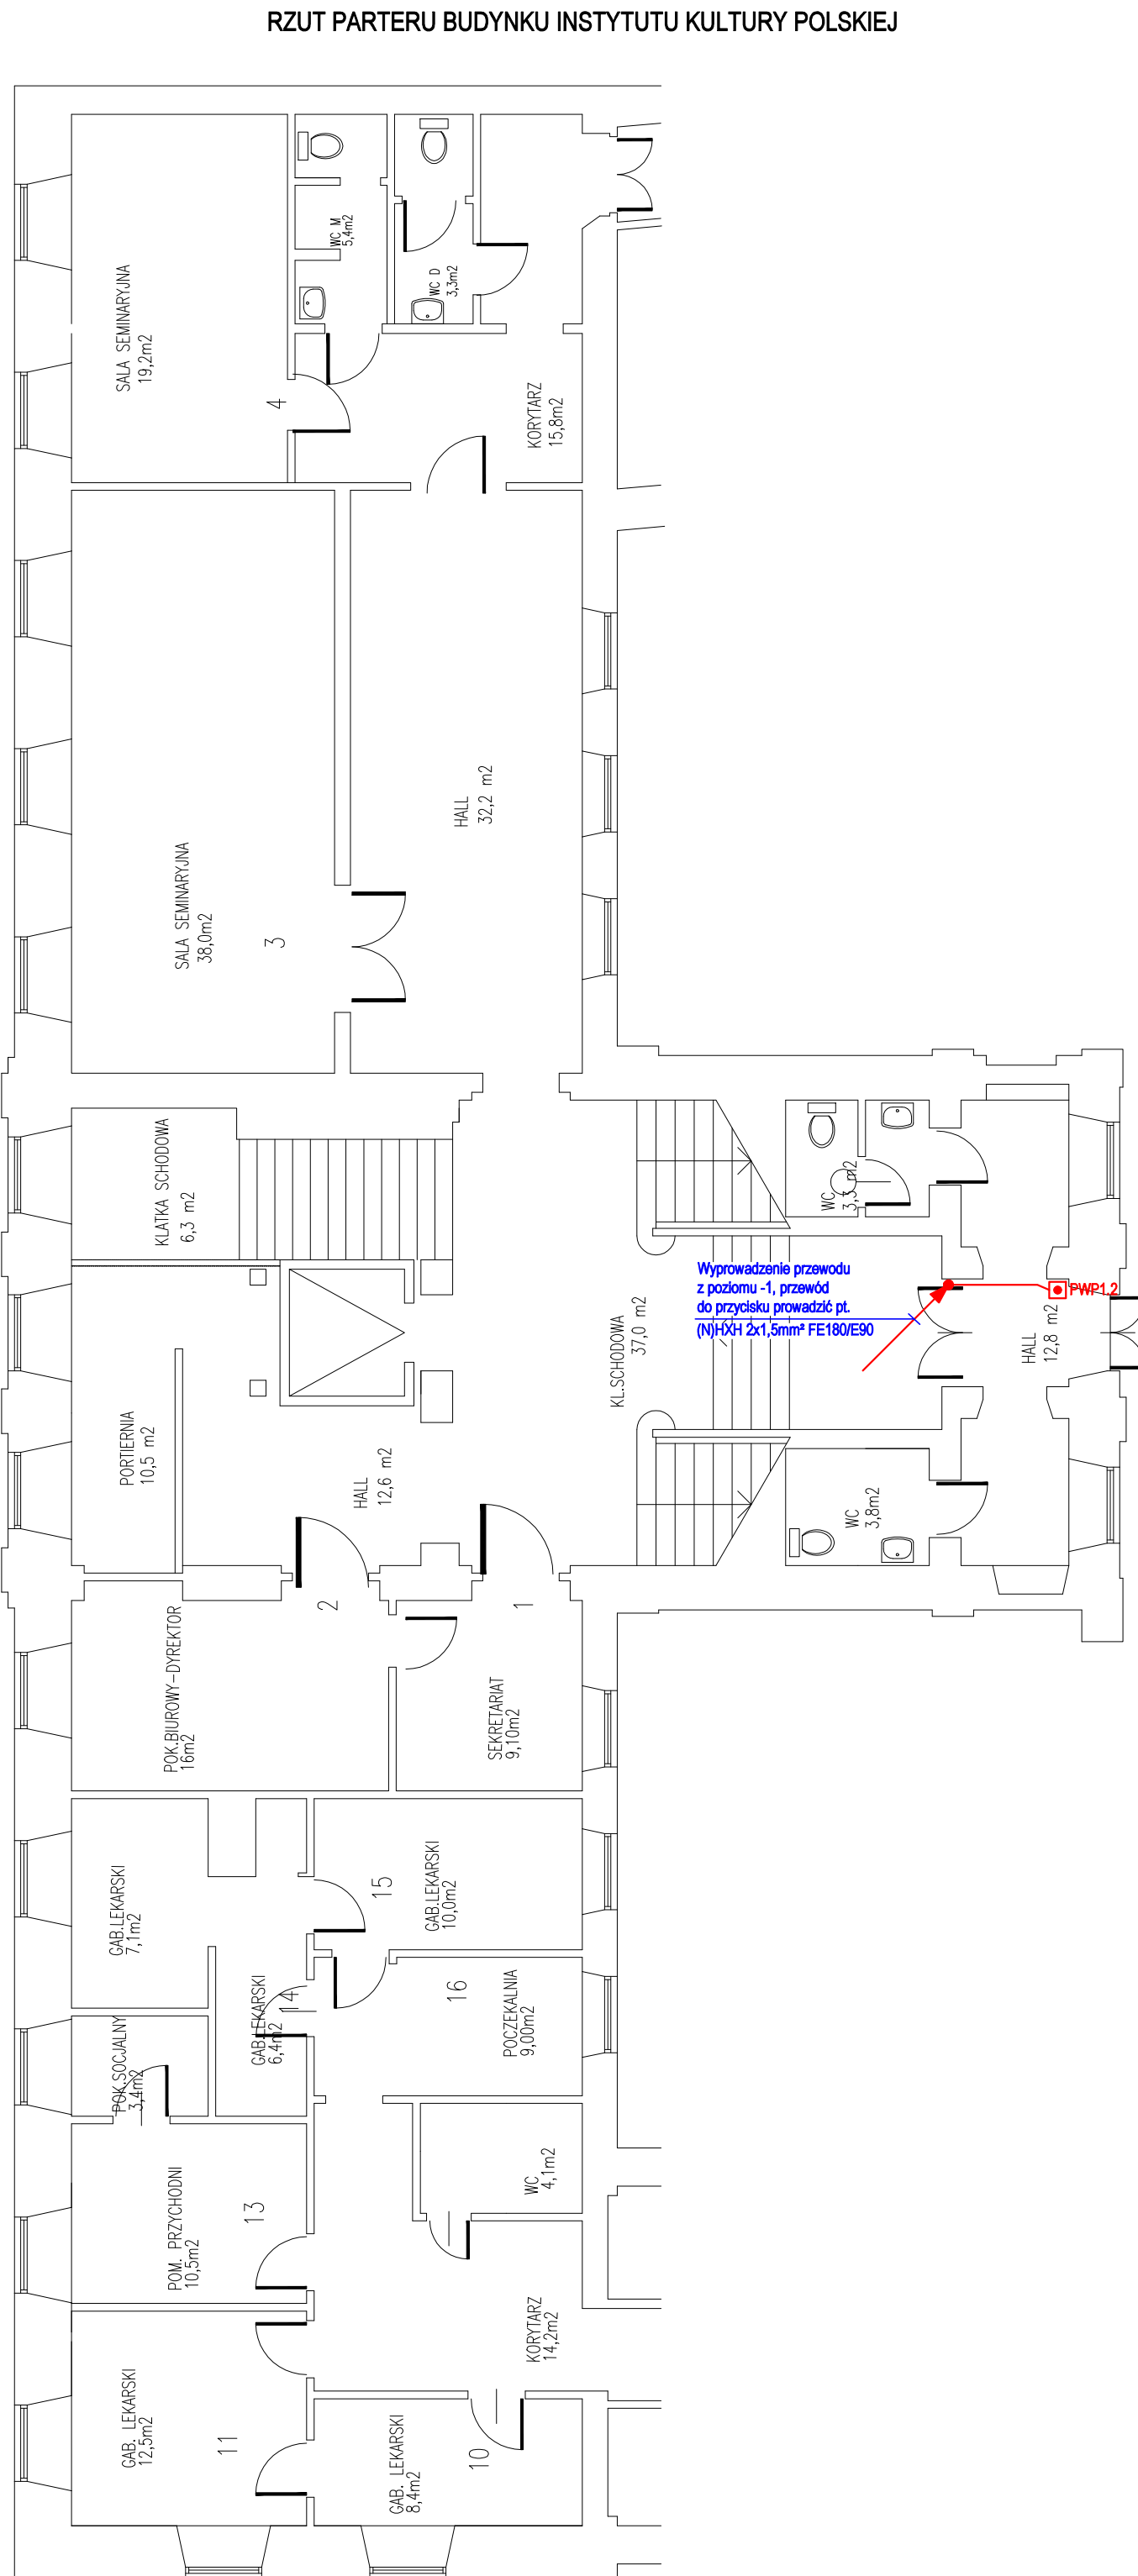 RZUT PARTERU BUDYNKU INSTYTUTU KULTURY POLSKIEJ
SALA SEMINARYJNA
19,2m2
4
WC M
5,4m2
WC D
3,3m2
KORYTARZ
15,8m2
SALA SEMINARYJNA
38,0m2
3
HALL
32,2 m2
KLATKA SCHODOWA
6,3 m2
WC
3,3 m2
Wyprowadzenie przewodu
z poziomu -1, przewód
do przycisku prowadzić pt.
(N)HXH 2x1,5mm² FE180/E90
PWP1.2
HALL
12,8 m2
KL.SCHODOWA
37,0 m2
PORTIERNIA
10,5 m2
HALL
12,6 m2
WC
3,8m2
2
1
POK.BIUROWY-DYREKTOR
16m2
SEKRETARIAT
9,10m2
GAB.LEKARSKI
7,1m2
15
GAB.LEKARSKI
10,0m2
GAB.LEKARSKI
6,4m2
14
16
POCZEKALNIA
9,00m2
POK.SOCJALNY
3,4m2
POM. PRZYCHODNI
10,5m2
13
WC
4,1m2
KORYTARZ
14,2m2
GAB. LEKARSKI
12,5m2
11
GAB. LEKARSKI
8,4m2
10